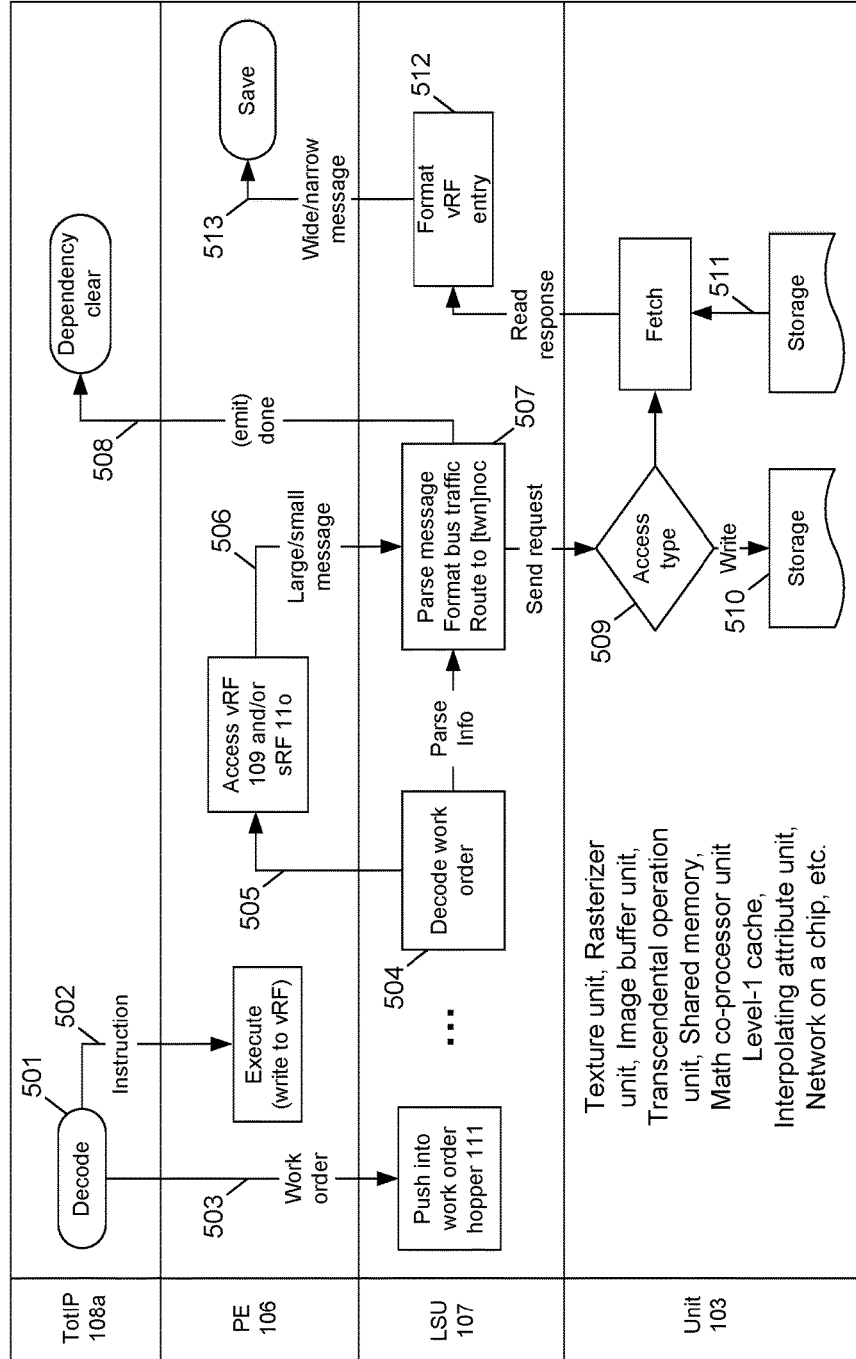 TotIP
108a
Decode
501
502
503
Instruction
Work
order
508
Dependency
clear
PE
106
Execute
(write to vRF)
505
Access vRF
109 and/or
sRF 11o
506
Large/small
message
(emit)
done
513
Wide/narrow
message
Save
LSU
107
Push into
work order
hopper 111
...
Decode work
order
504
Parse
Info
Parse message
Format bus traffic
Route to [twn]noc
507
Send request
Read
response
Format
vRF
entry
512
Unit
103
Texture unit, Rasterizer
unit, Image buffer unit,
Transcendental operation
unit, Shared memory,
Math co-processor unit
Level-1 cache,
Interpolating attribute unit,
Network on a chip, etc.
509
Access
type
Write
510
Storage
Fetch
511
Storage